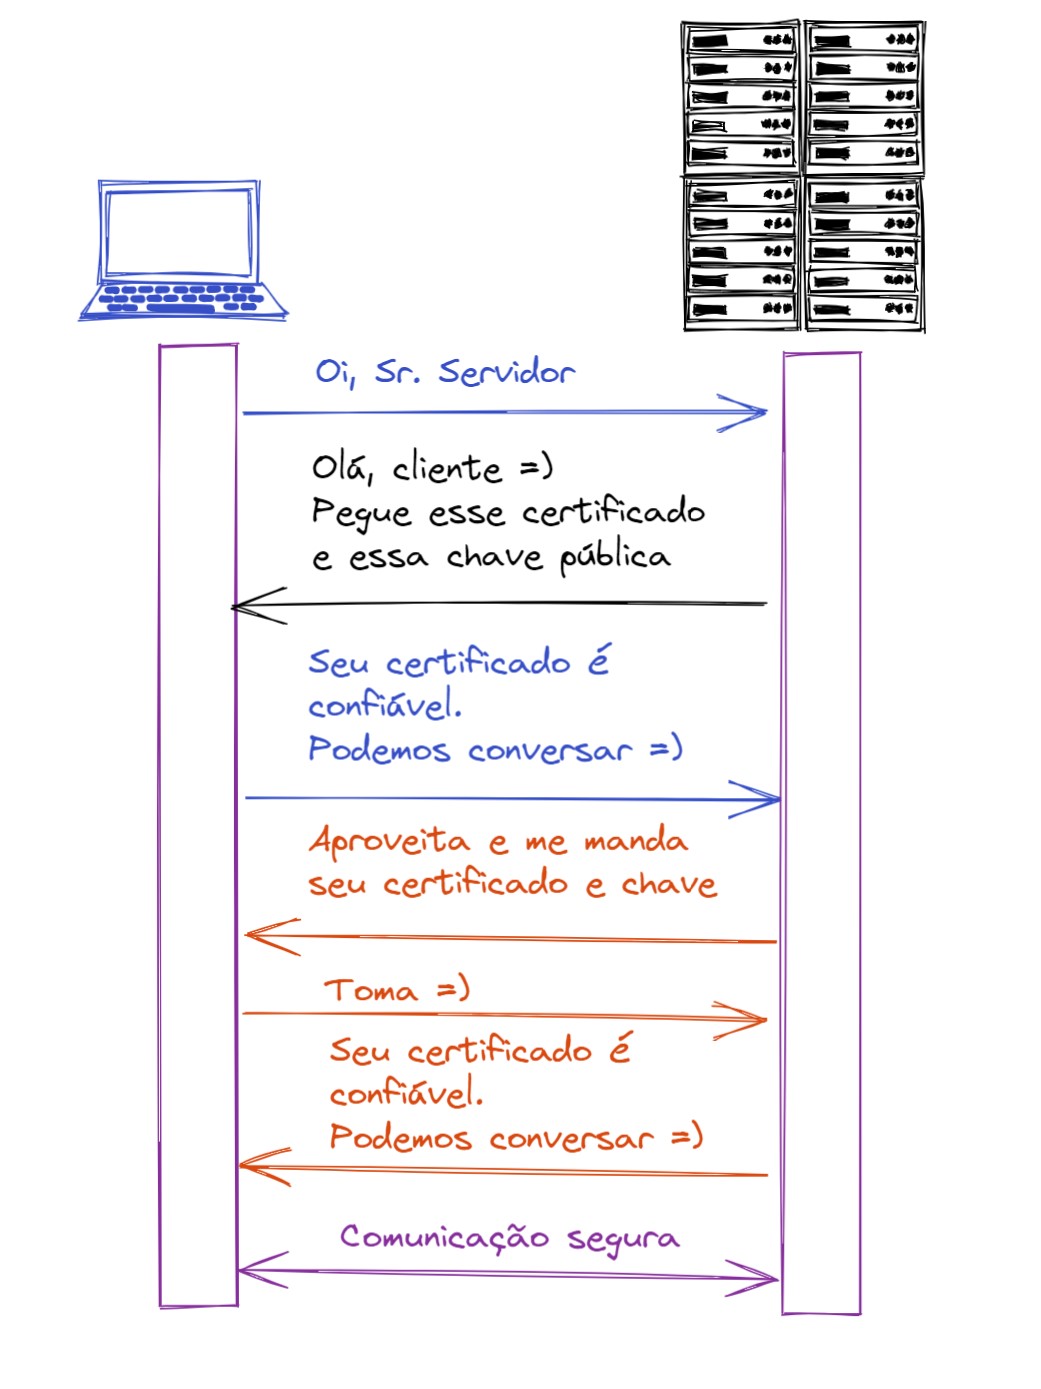 Oi, Sr. Servidor
Olá, cliente =)
Pegue esse certificado
e essa chave pública
Seu certificado é
confiável.
Podemos conversar =)
Aproveita e me manda
seu certificado e chave
Toma =)
Seu certificado é
confiável.
Podemos conversar =)
Comunicação segura